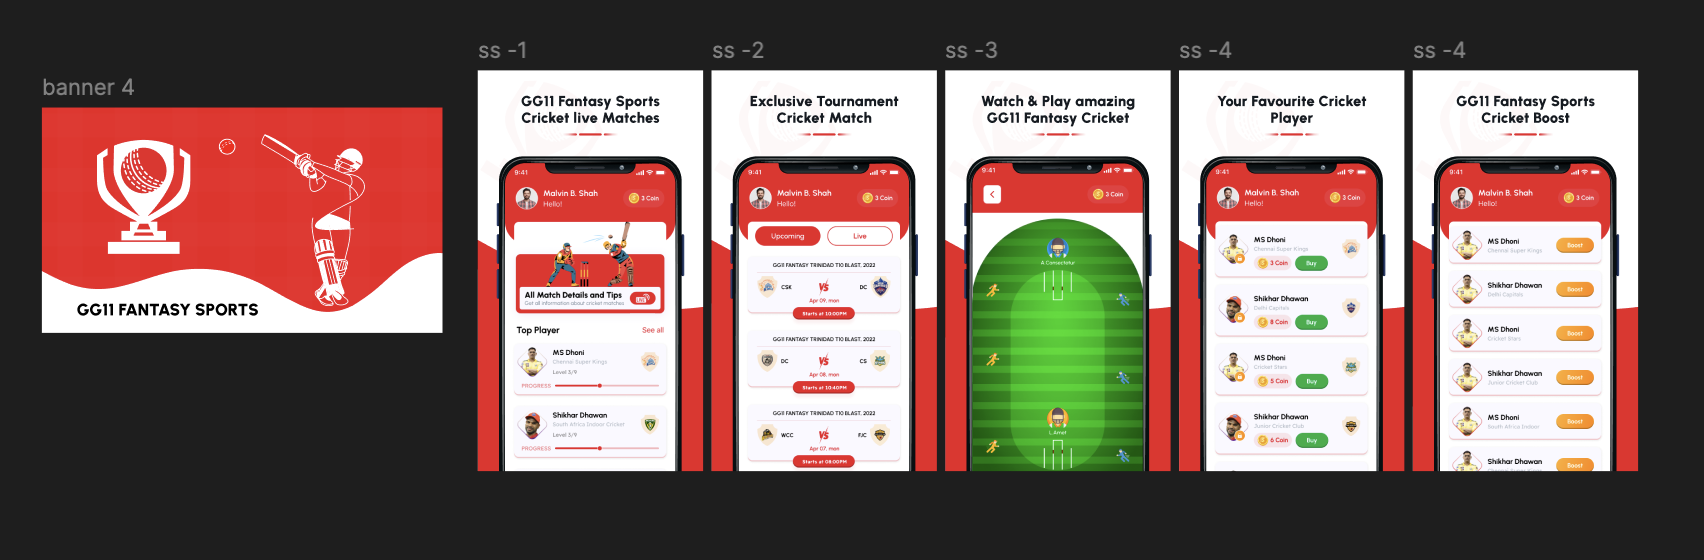 banner 4
GG11 FANTASY SPORTS
ss -1
GG11 Fantasy Sports
Cricket live Matches
9:41
Malvin B. Shah
Hello!
3 Coin
All Match Details and Tips
Get all information about cricket matches
LIVE
Top Player
See all
MS Dhoni
Chennai Super Kings
Level 3/9
PROGRESS
Shikhar Dhawan
South Africa Indoor Cricket
Level 3/9
PROGRESS
ss -2
Exclusive Tournament
Cricket Match
9:41
Malvin B. Shah
Hello!
3 Coin
Upcoming
Live
GG11 FANTASY TRINIDAD T10 BLAST, 2022
CSK
VS
DC
Apr 09, mon
Starts at 10:00PM
GG11 FANTASY TRINIDAD T10 BLAST, 2022
DC
VS
CS
Apr 08, mon
Starts at 10:40PM
GG11 FANTASY TRINIDAD T10 BLAST, 2022
WCC
VS
FJC
Apr 07, mon
Starts at 08:00PM
ss -3
Watch & Play amazing
GG11 Fantasy Cricket
9:41
3 Coin
A.Consectetur
L.Amet
ss -4
Your Favourite Cricket
Player
9:41
Malvin B. Shah
Hello!
3 Coin
MS Dhoni
Chennai Super Kings
3 Coin
Buy
Shikhar Dhawan
Delhi Capitals
8 Coin
Buy
MS Dhoni
Cricket Stars
5 Coin
Buy
Shikhar Dhawan
Junior Cricket Club
6 Coin
Buy
ss -4
GG11 Fantasy Sports
Cricket Boost
9:41
Malvin B. Shah
Hello!
3 Coin
MS Dhoni
Chennai Super Kings
Boost
Shikhar Dhawan
Delhi Capitals
Boost
MS Dhoni
Cricket Stars
Boost
Shikhar Dhawan
Junior Cricket Club
Boost
MS Dhoni
South Africa Indoor
Boost
Shikhar Dhawan
Boost